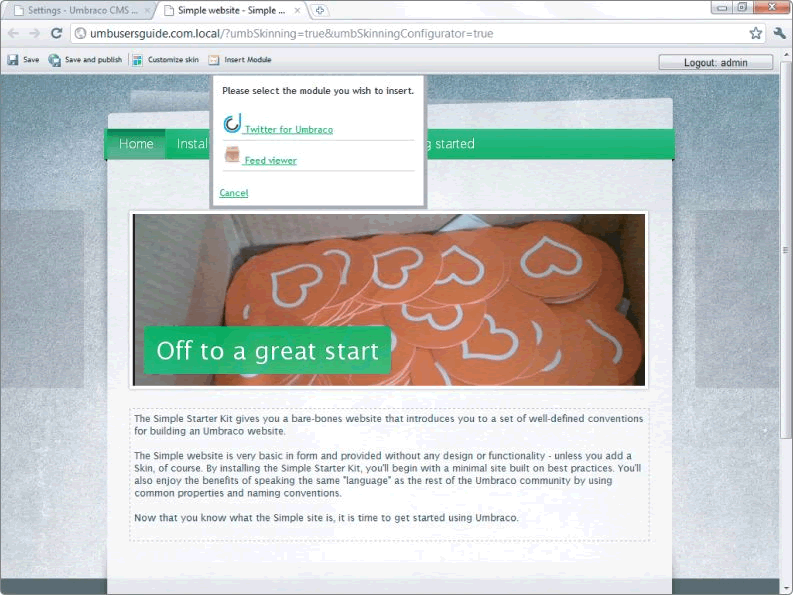 Settings - Umbraco CMS ...
Simple website - Simple ...
umbusersguide.com.local/?umbSkinning=true&umbSkinningConfigurator=true
Save
Save and publish
Customize skin
Insert Module
Logout: admin
Please select the module you wish to insert.
Twitter for Umbraco
Feed viewer
Cancel
Home
Instal
g started
Off to a great start
The Simple Starter Kit gives you a bare-bones website that introduces you to a set of well-defined conventions
for building an Umbraco website.
The Simple website is very basic in form and provided without any design or functionality - unless you add a
Skin, of course. By installing the Simple Starter Kit, you'll begin with a minimal site built on best practices. You'll
also enjoy the benefits of speaking the same "language" as the rest of the Umbraco community by using
common properties and naming conventions.
Now that you know what the Simple site is, it is time to get started using Umbraco.